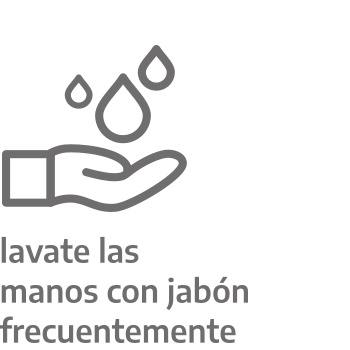 lavate las
manos con jabón
frecuentemente